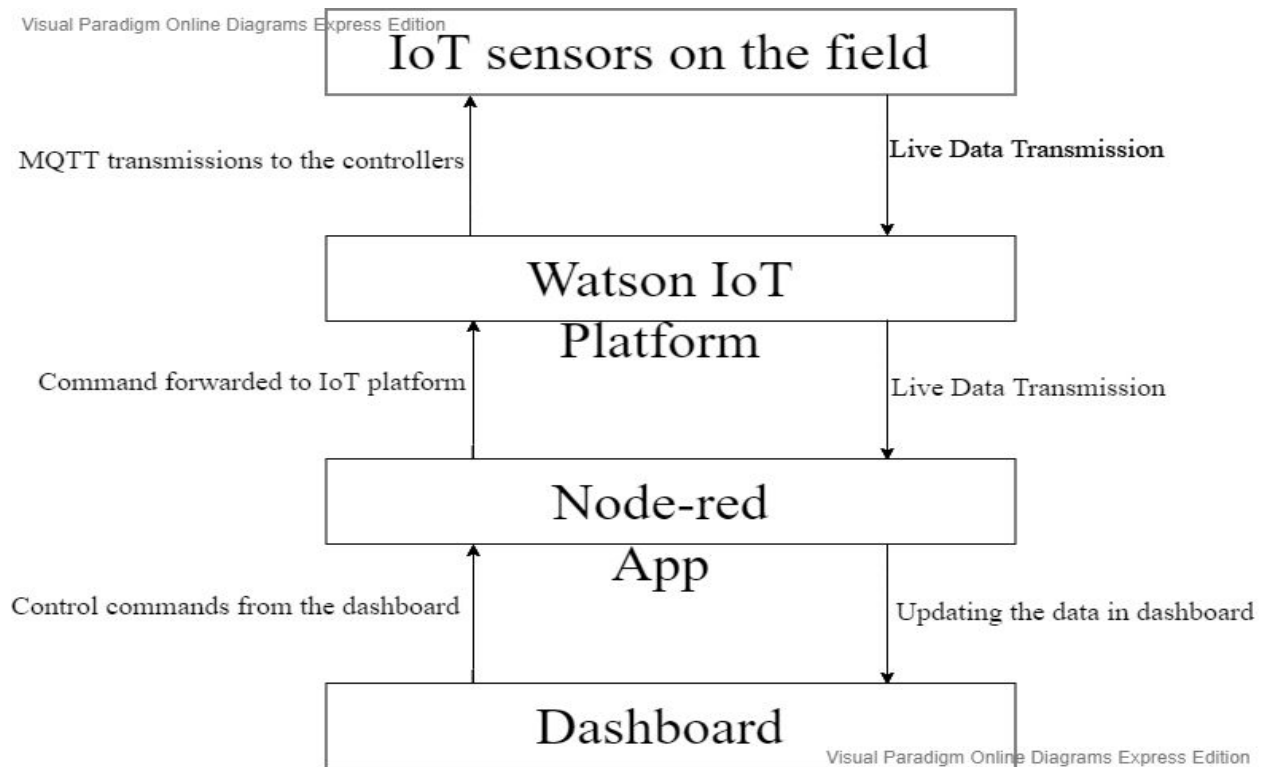 Visual Paradigm Online Diagrams Express Edition
IoT sensors on the field
MQTT transmissions to the controllers
Live Data Transmission
Watson IoT
Platform
Command forwarded to IoT platform
Live Data Transmission
Node-red
App
Control commands from the dashboard
Updating the data in dashboard
Dashboard
Visual Paradigm Online Diagrams Express Edition